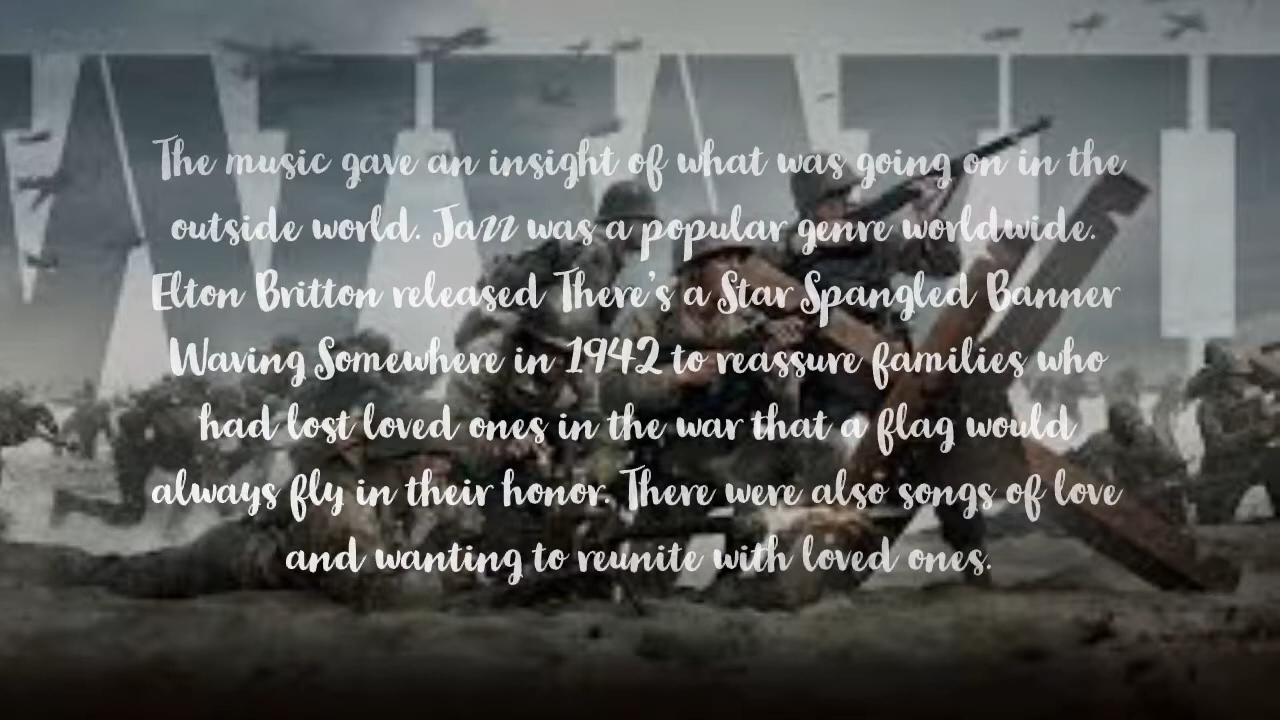 The music gave an insight of what was going on in the
outside world. Jazz was a popular genre worldwide.
Elton Britton released There's a Star Spangled Banner
Waving Somewhere in 1942 to reassure families who
had lost loved ones in the war that a flag would
always fly in their honor. There were also songs of love
and wanting to reunite with loved ones.